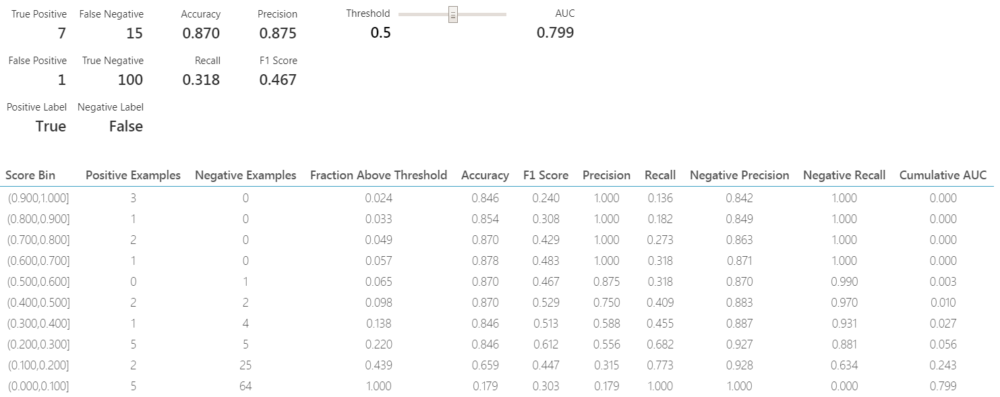 True Positive False Negative Accuracy Precision Threshold AUC
7 15 0.870 0.875 0.5 0.799
False Positive True Negative Recall F1 Score
1 100 0.318 0.467
Positive Label Negative Label
True False
Score Bin Positive Examples Negative Examples Fraction Above Threshold Accuracy F1 Score Precision Recall Negative Precision Negative Recall Cumulative AUC
(0.900,1.000] 3 0 0.024 0.846 0.240 1.000 0.136 0.842 1.000 0.000
(0.800,0.900] 1 0 0.033 0.854 0.308 1.000 0.182 0.849 1.000 0.000
(0.700,0.800] 2 0 0.049 0.870 0.429 1.000 0.273 0.863 1.000 0.000
(0.600,0.700] 1 0 0.057 0.878 0.483 1.000 0.318 0.871 1.000 0.000
(0.500,0.600] 0 1 0.065 0.870 0.467 0.875 0.318 0.870 0.990 0.003
(0.400,0.500] 2 2 0.098 0.870 0.529 0.750 0.409 0.883 0.970 0.010
(0.300,0.400] 1 4 0.138 0.846 0.513 0.588 0.455 0.887 0.931 0.027
(0.200,0.300] 5 5 0.220 0.846 0.612 0.556 0.682 0.927 0.881 0.056
(0.100,0.200] 2 25 0.439 0.659 0.447 0.315 0.773 0.928 0.634 0.243
(0.000,0.100] 5 64 1.000 0.179 0.303 0.179 1.000 1.000 0.000 0.799